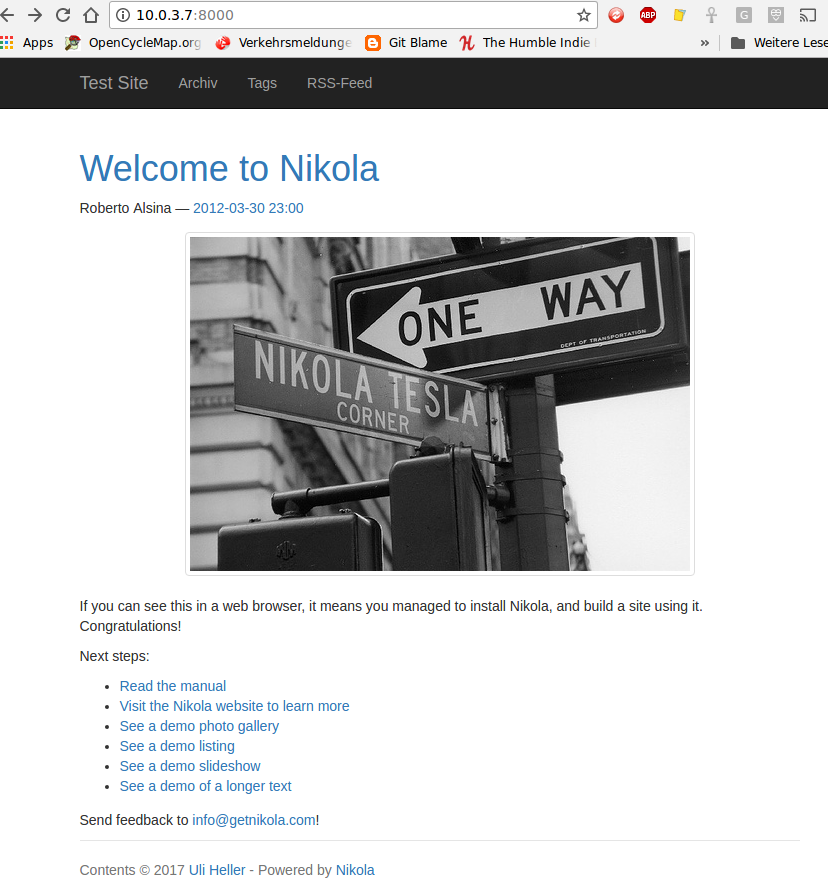 10.0.3.7:8000
ABP
G
Apps OpenCycleMap.org Verkehrsmeldunge Git Blame The Humble Indie » Weitere Lese
Test Site Archiv Tags RSS-Feed
Welcome to Nikola
Roberto Alsina — 2012-03-30 23:00
ONE WAY
DEPT OF TRANSPORTATION
NIKOLA TESLA
CORNER
If you can see this in a web browser, it means you managed to install Nikola, and build a site using it.
Congratulations!
Next steps:
• Read the manual
• Visit the Nikola website to learn more
• See a demo photo gallery
• See a demo listing
• See a demo slideshow
• See a demo of a longer text
Send feedback to info@getnikola.com!
Contents © 2017 Uli Heller - Powered by Nikola